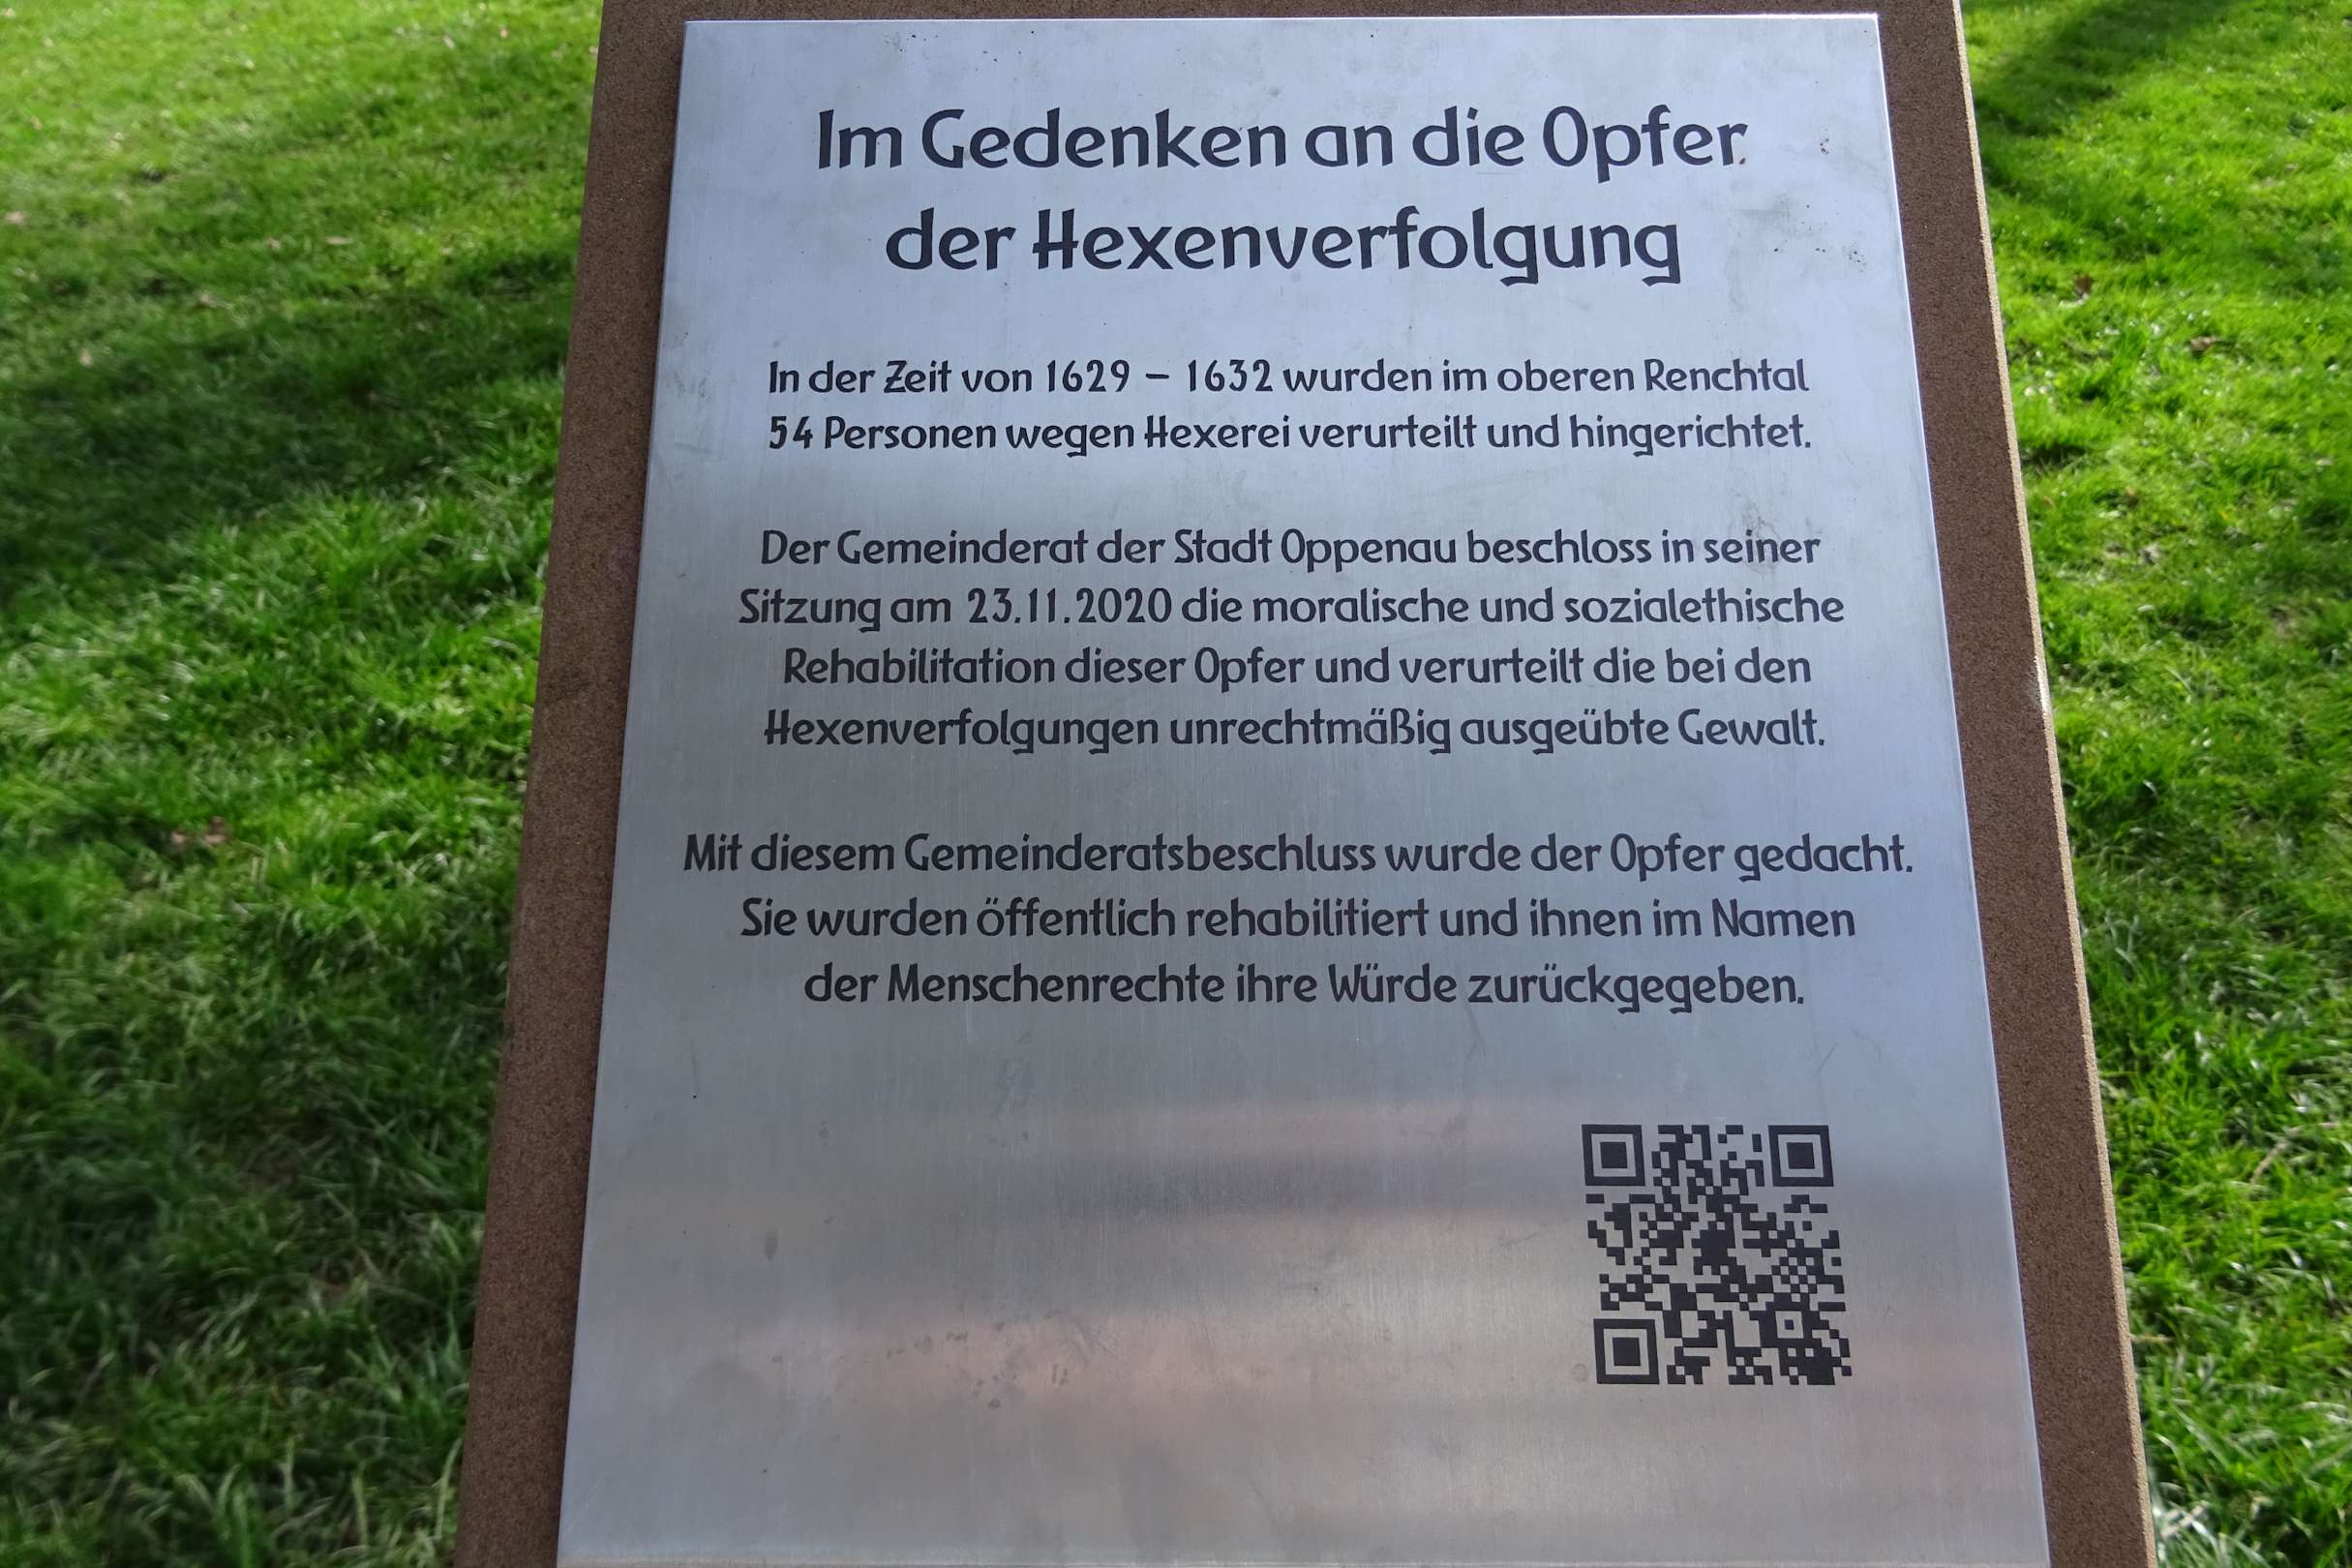 Im Gedenken an die Opfer
der Hexenverfolgung
In der Zeit von 1629 – 1632 wurden im oberen Renchtal
54 Personen wegen Hexerei verurteilt und hingerichtet.
Der Gemeinderat der Stadt Oppenau beschloss in seiner
Sitzung am 23.11.2020 die moralische und sozialethische
Rehabilitation dieser Opfer und verurteilt die bei den
Hexenverfolgungen unrechtmäßig ausgeübte Gewalt.
Mit diesem Gemeinderatsbeschluss wurde der Opfer gedacht.
Sie wurden öffentlich rehabilitiert und ihnen im Namen
der Menschenrechte ihre Würde zurückgegeben.